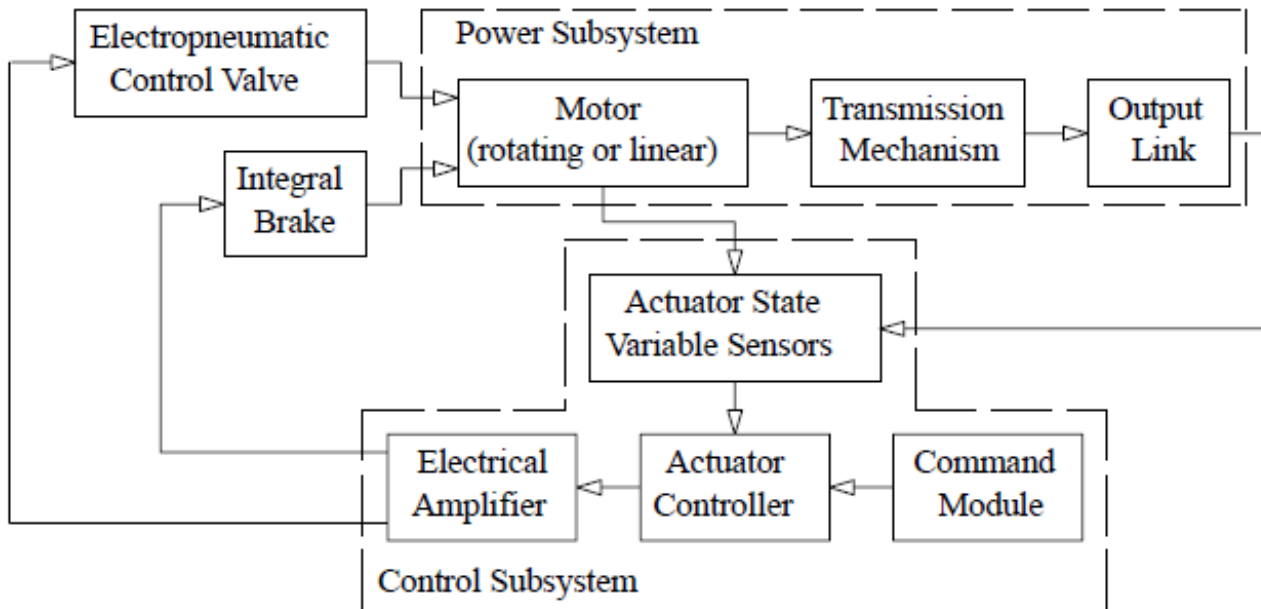 Electropneumatic
Control Valve
Power Subsystem
Motor
(rotating or linear)
Transmission
Mechanism
Output
Link
Integral
Brake
Actuator State
Variable Sensors
Electrical
Amplifier
Actuator
Controller
Command
Module
Control Subsystem